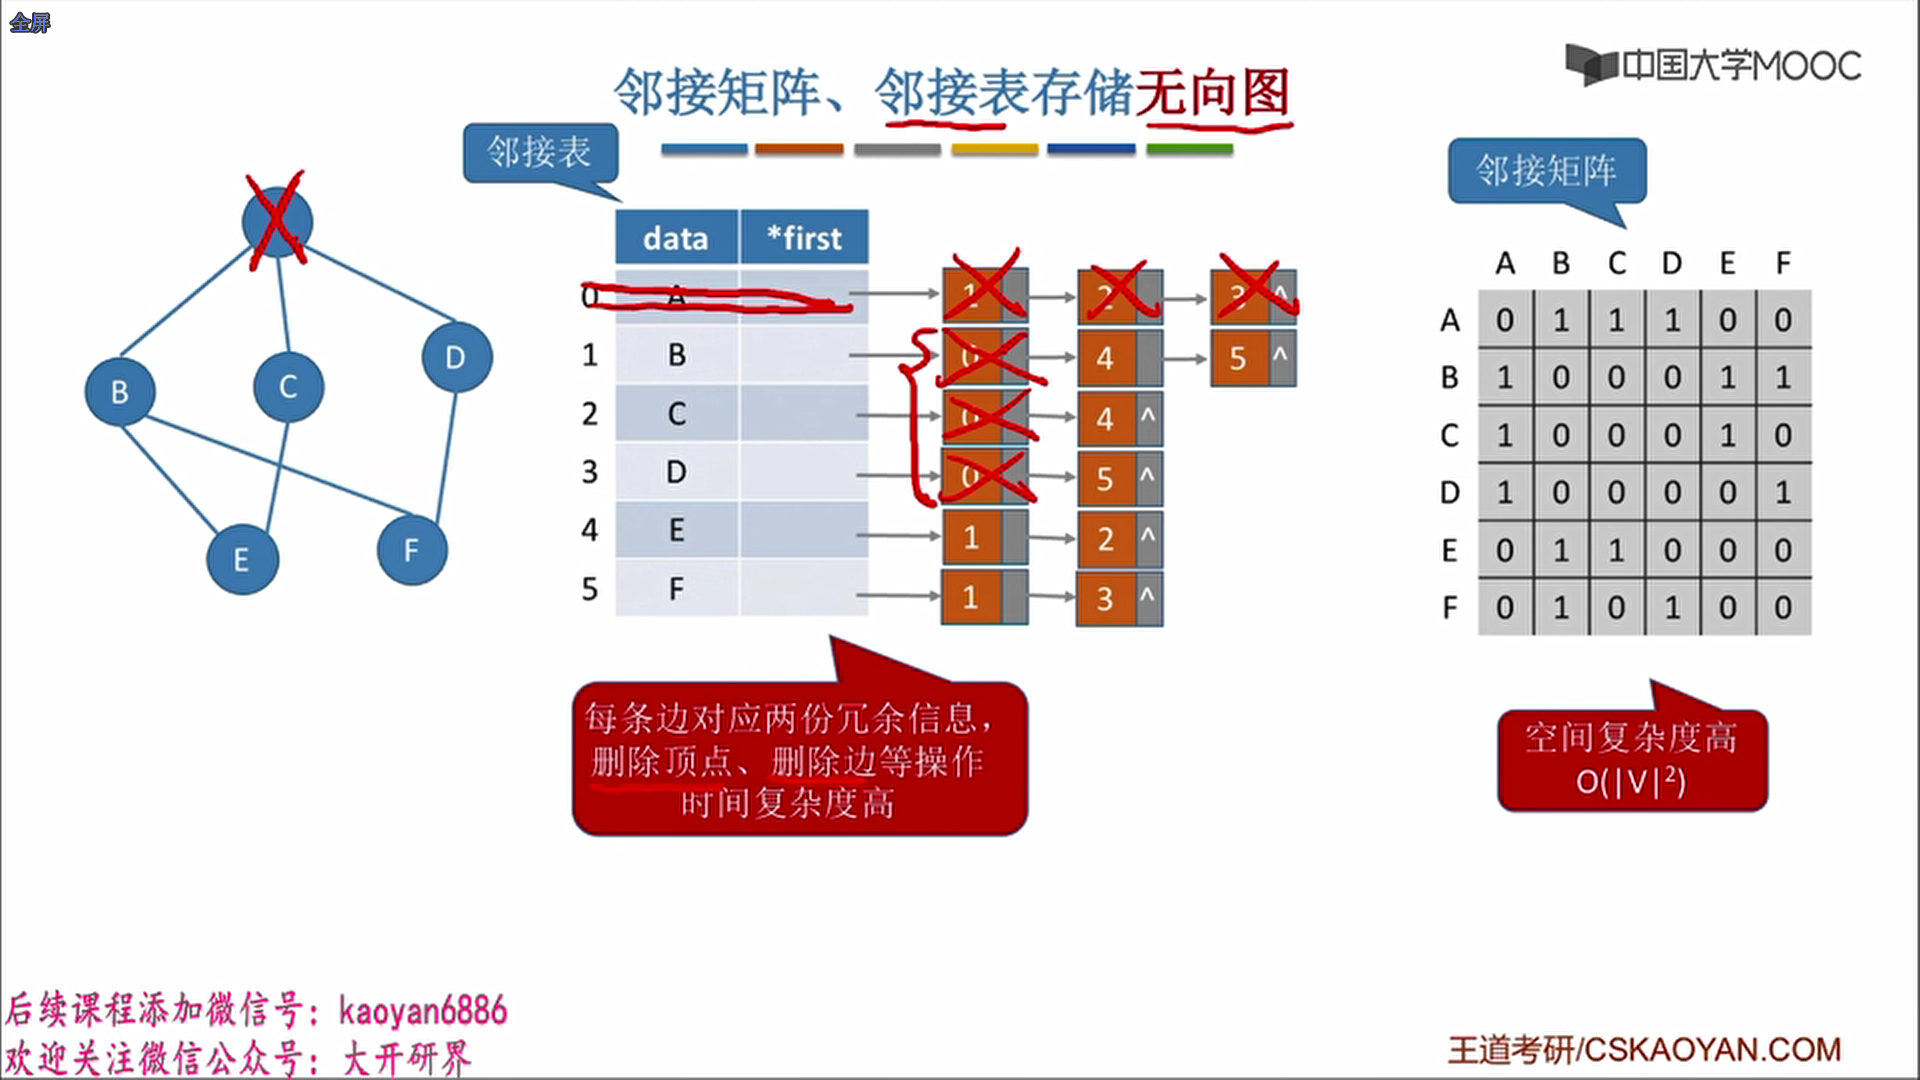 全屏
中国大学MOOC
邻接矩阵、邻接表存储无向图
邻接表
邻接矩阵
data *first
0 A 1 2 3 ^
1 B 0 4 5 ^
2 C 0 4 ^
3 D 0 5 ^
4 E 1 2 ^
5 F 1 3 ^
B
C
D
E
F
A B C D E F
A 0 1 1 1 0 0
B 1 0 0 0 1 1
C 1 0 0 0 1 0
D 1 0 0 0 0 1
E 0 1 1 0 0 0
F 0 1 0 1 0 0
每条边对应两份冗余信息，
删除顶点、删除边等操作
时间复杂度高
空间复杂度高
O(|V|²)
后续课程添加微信号：kaoyan6886
欢迎关注微信公众号：大开研界
王道考研/CSKAOYAN.COM